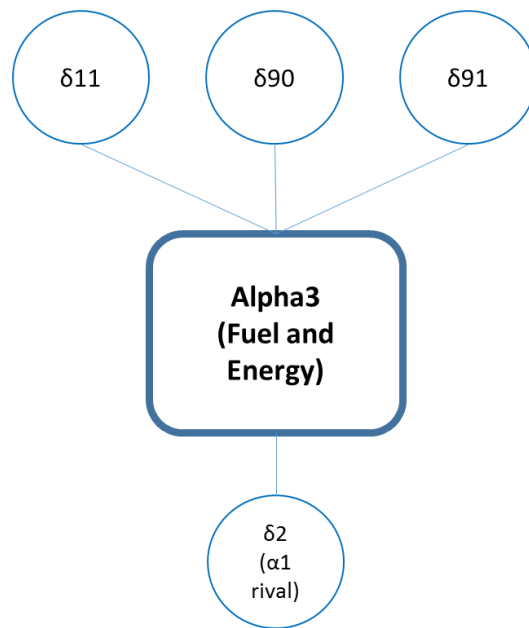 δ11
δ90
δ91
Alpha3
(Fuel and
Energy)
δ2
(α1
rival)